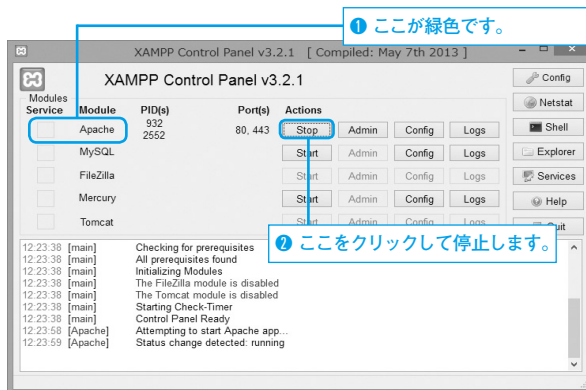 ❶ ここが緑色です。
XAMPP Control Panel v3.2.1 [ Compiled: May 7th 2013 ]
XAMPP Control Panel v3.2.1
Config
Modules
Service Module PID(s) Port(s) Actions
Netstat
Apache 932 2552 80, 443 Stop Admin Config Logs
Shell
MySQL Start Admin Config Logs
Explorer
FileZilla Start Admin Config Logs
Services
Mercury Start Admin Config Logs
Help
Tomcat Start Admin Config Logs
❷ ここをクリックして停止します。
12:23:38 [main] Checking for prerequisites
12:23:38 [main] All prerequisites found
12:23:38 [main] Initializing Modules
12:23:38 [main] The FileZilla module is disabled
12:23:38 [main] The Tomcat module is disabled
12:23:38 [main] Starting Check-Timer
12:23:38 [main] Control Panel Ready
12:23:58 [Apache] Attempting to start Apache app...
12:23:59 [Apache] Status change detected: running